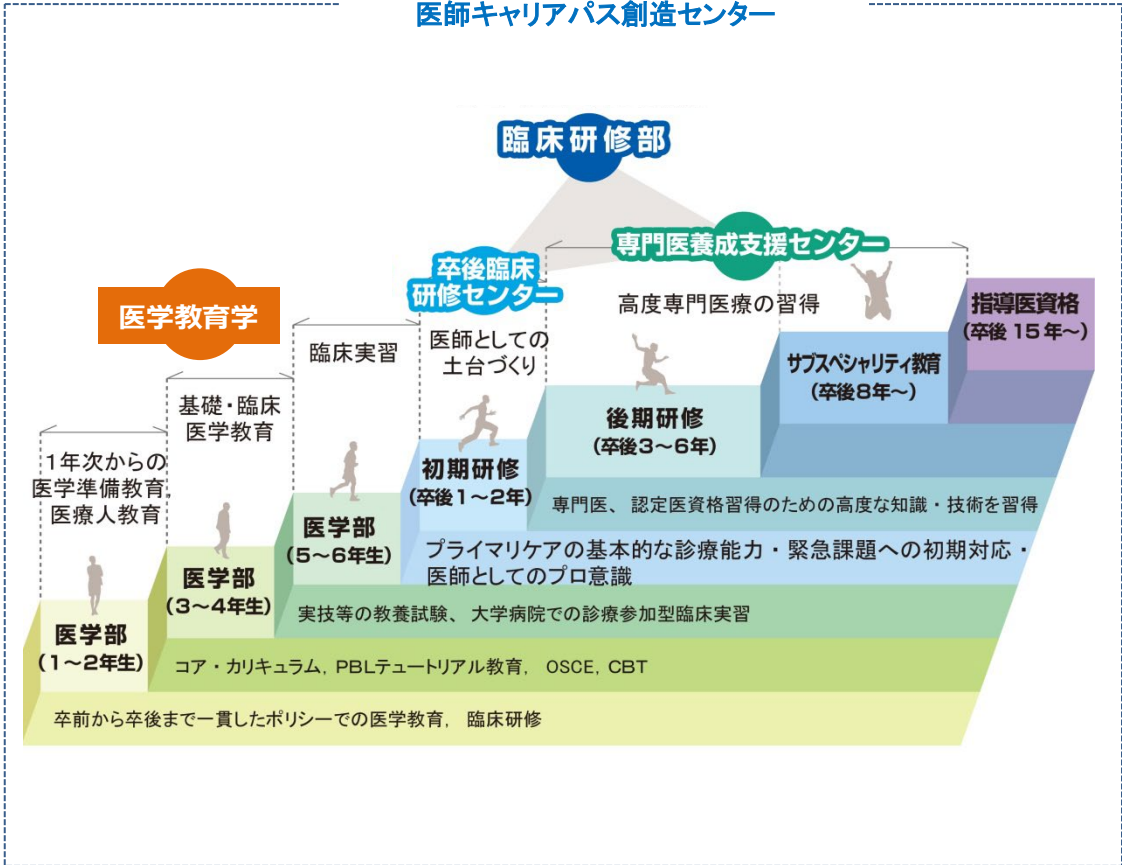 医師キャリアパス創造センター
臨床研修部
専門医養成支援センター
卒後臨床
研修センター
医学教育学
高度専門医療の習得
指導医資格
(卒後 15 年~)
医師としての
土台づくり
臨床実習
サブスペシャリティ教育
(卒後8年~)
基礎・臨床
医学教育
後期研修
(卒後3~6年)
1年次からの
医学準備教育,
医療人教育
初期研修
(卒後1~2年)
専門医、認定医資格習得のための高度な知識・技術を習得
医学部
(5~6年生)
プライマリケアの基本的な診療能力・緊急課題への初期対応・
医師としてのプロ意識
医学部
(3~4年生)
実技等の教養試験、大学病院での診療参加型臨床実習
医学部
(1~2年生)
コア・カリキュラム, PBLテュートリアル教育, OSCE, CBT
卒前から卒後まで一貫したポリシーでの医学教育, 臨床研修